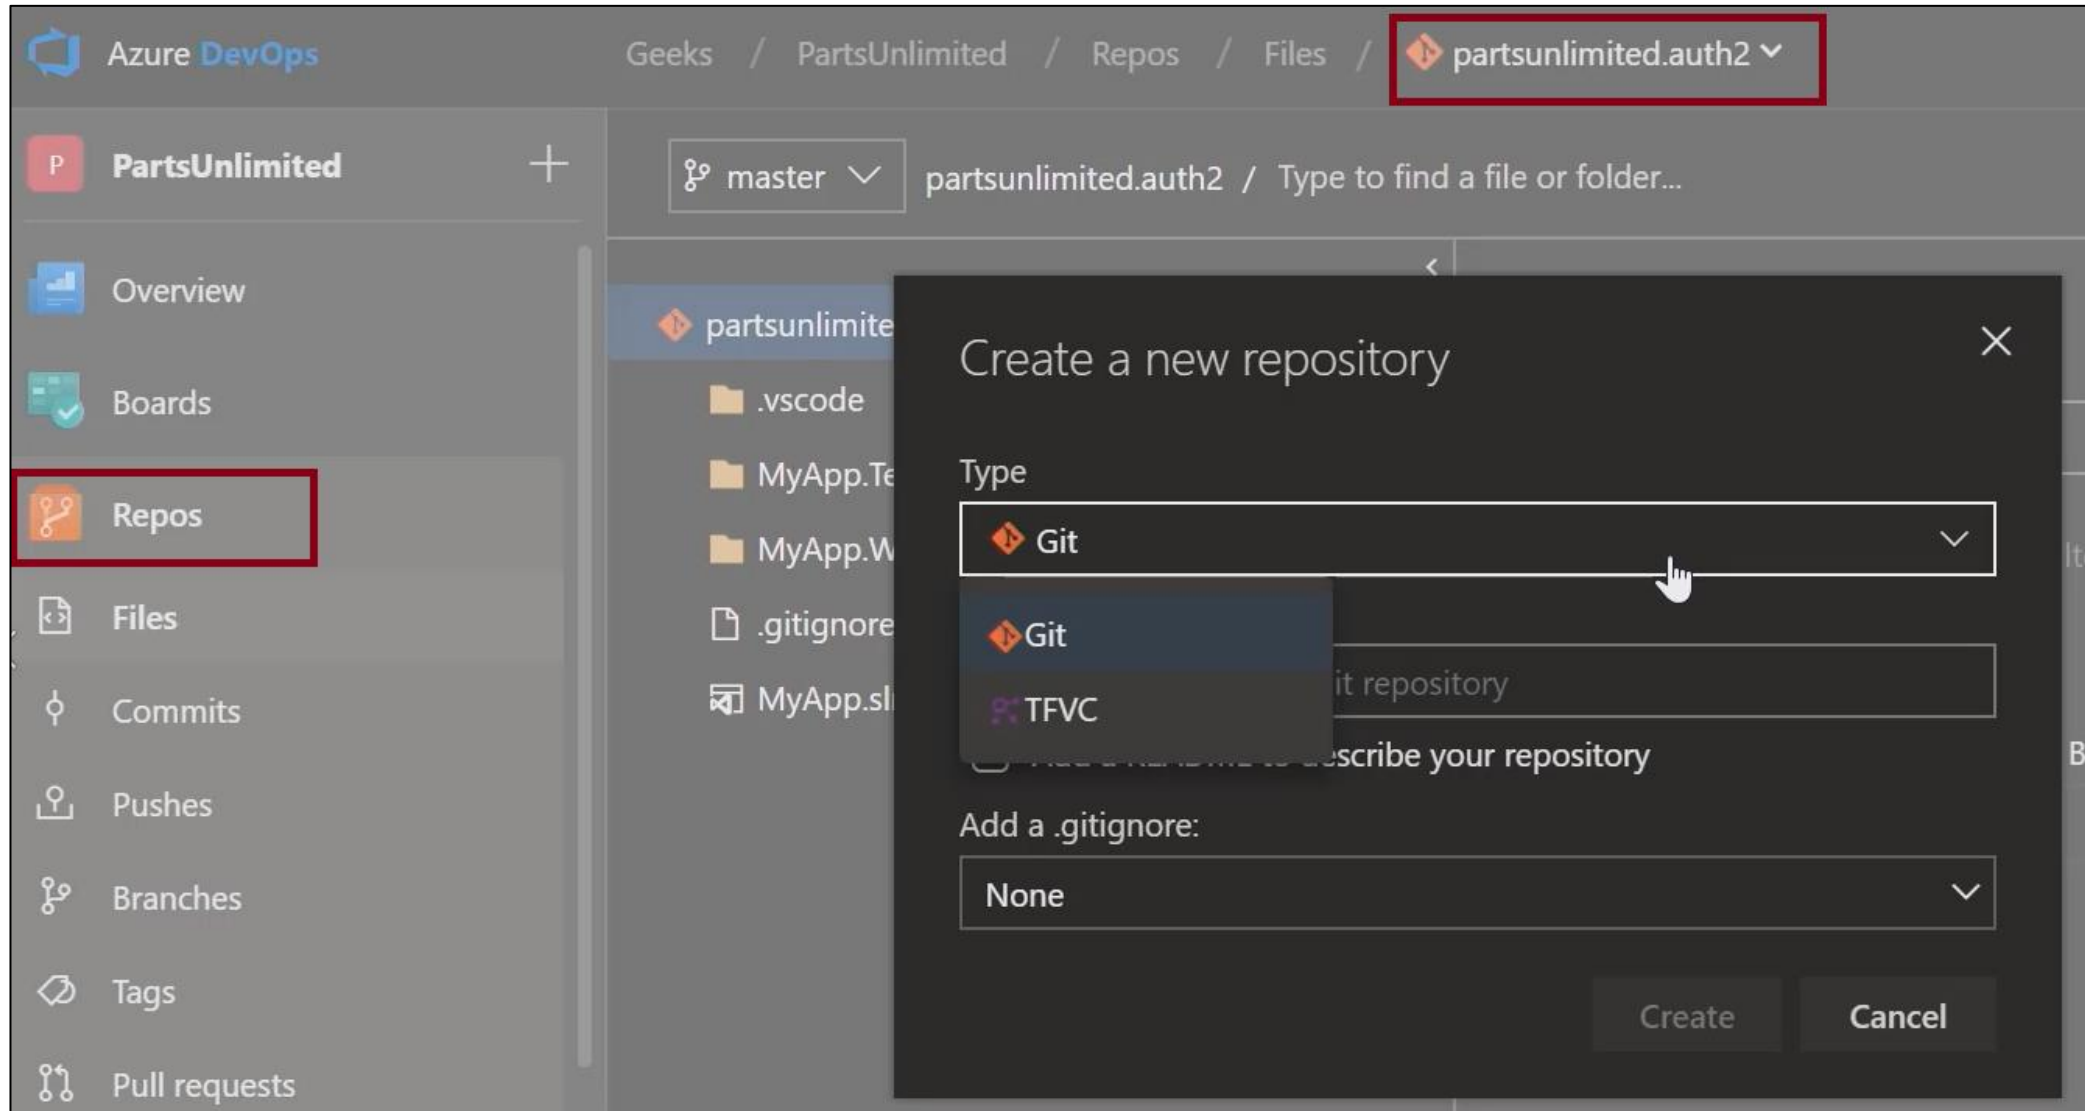 Azure DevOps
Geeks / PartsUnlimited / Repos / Files / partsunlimited.auth2
P PartsUnlimited
master
partsunlimited.auth2 / Type to find a file or folder...
Overview
Boards
Repos
Files
Commits
Pushes
Branches
Tags
Pull requests
partsunlimite
.vscode
MyApp.Te
MyApp.W
.gitignore
MyApp.sl
Create a new repository
Type
Git
Git
TFVC
it repository
escribe your repository
Add a .gitignore:
None
Create
Cancel
It
B